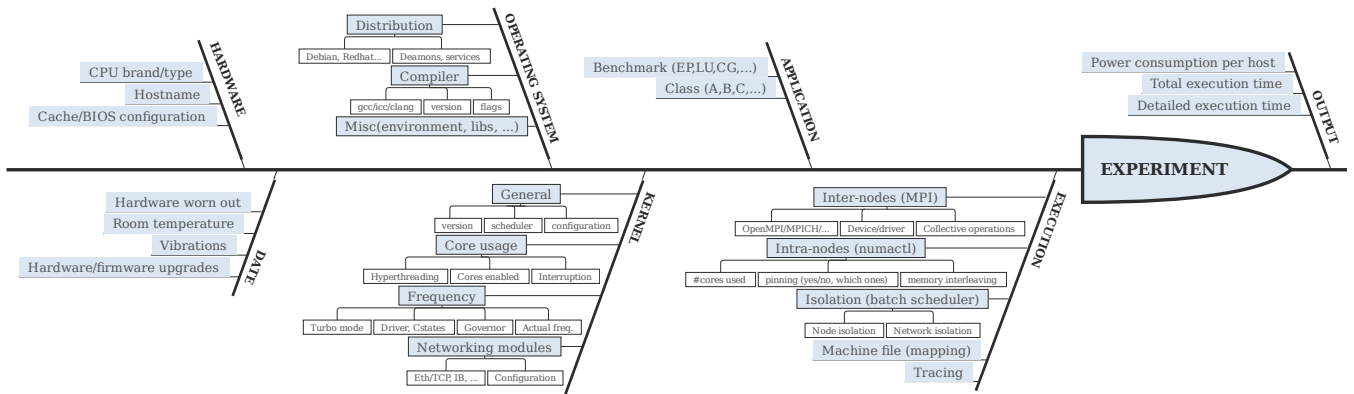 HARDWARE
CPU brand/type
Hostname
Cache/BIOS configuration
OPERATING SYSTEM
Distribution
Debian, Redhat...
Deamons, services
Compiler
gcc/icc/clang
version
flags
Misc(environment, libs, ...)
APPLICATION
Benchmark (EP,LU,CG,...)
Class (A,B,C,...)
OUTPUT
Power consumption per host
Total execution time
Detailed execution time
EXPERIMENT
DATE
Hardware worn out
Room temperature
Vibrations
Hardware/firmware upgrades
KERNEL
General
version
scheduler
configuration
Core usage
Hyperthreading
Cores enabled
Interruption
Frequency
Turbo mode
Driver, Cstates
Governor
Actual freq.
Networking modules
Eth/TCP, IB, ...
Configuration
EXECUTION
Inter-nodes (MPI)
OpenMPI/MPICH/...
Device/driver
Collective operations
Intra-nodes (numactl)
#cores used
pinning (yes/no, which ones)
memory interleaving
Isolation (batch scheduler)
Node isolation
Network isolation
Machine file (mapping)
Tracing